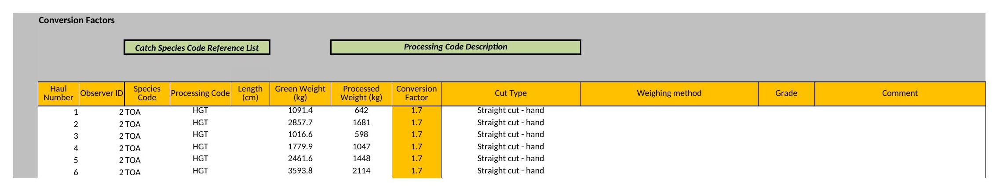 Conversion Factors
Catch Species Code Reference List Processing Code Description
Haul Number Observer ID Species Code Processing Code Length (cm) Green Weight (kg) Processed Weight (kg) Conversion Factor Cut Type Weighing method Grade Comment
1 2 TOA HGT 1091.4 642 1.7 Straight cut - hand
2 2 TOA HGT 2857.7 1681 1.7 Straight cut - hand
3 2 TOA HGT 1016.6 598 1.7 Straight cut - hand
4 2 TOA HGT 1779.9 1047 1.7 Straight cut - hand
5 2 TOA HGT 2461.6 1448 1.7 Straight cut - hand
6 2 TOA HGT 3593.8 2114 1.7 Straight cut - hand